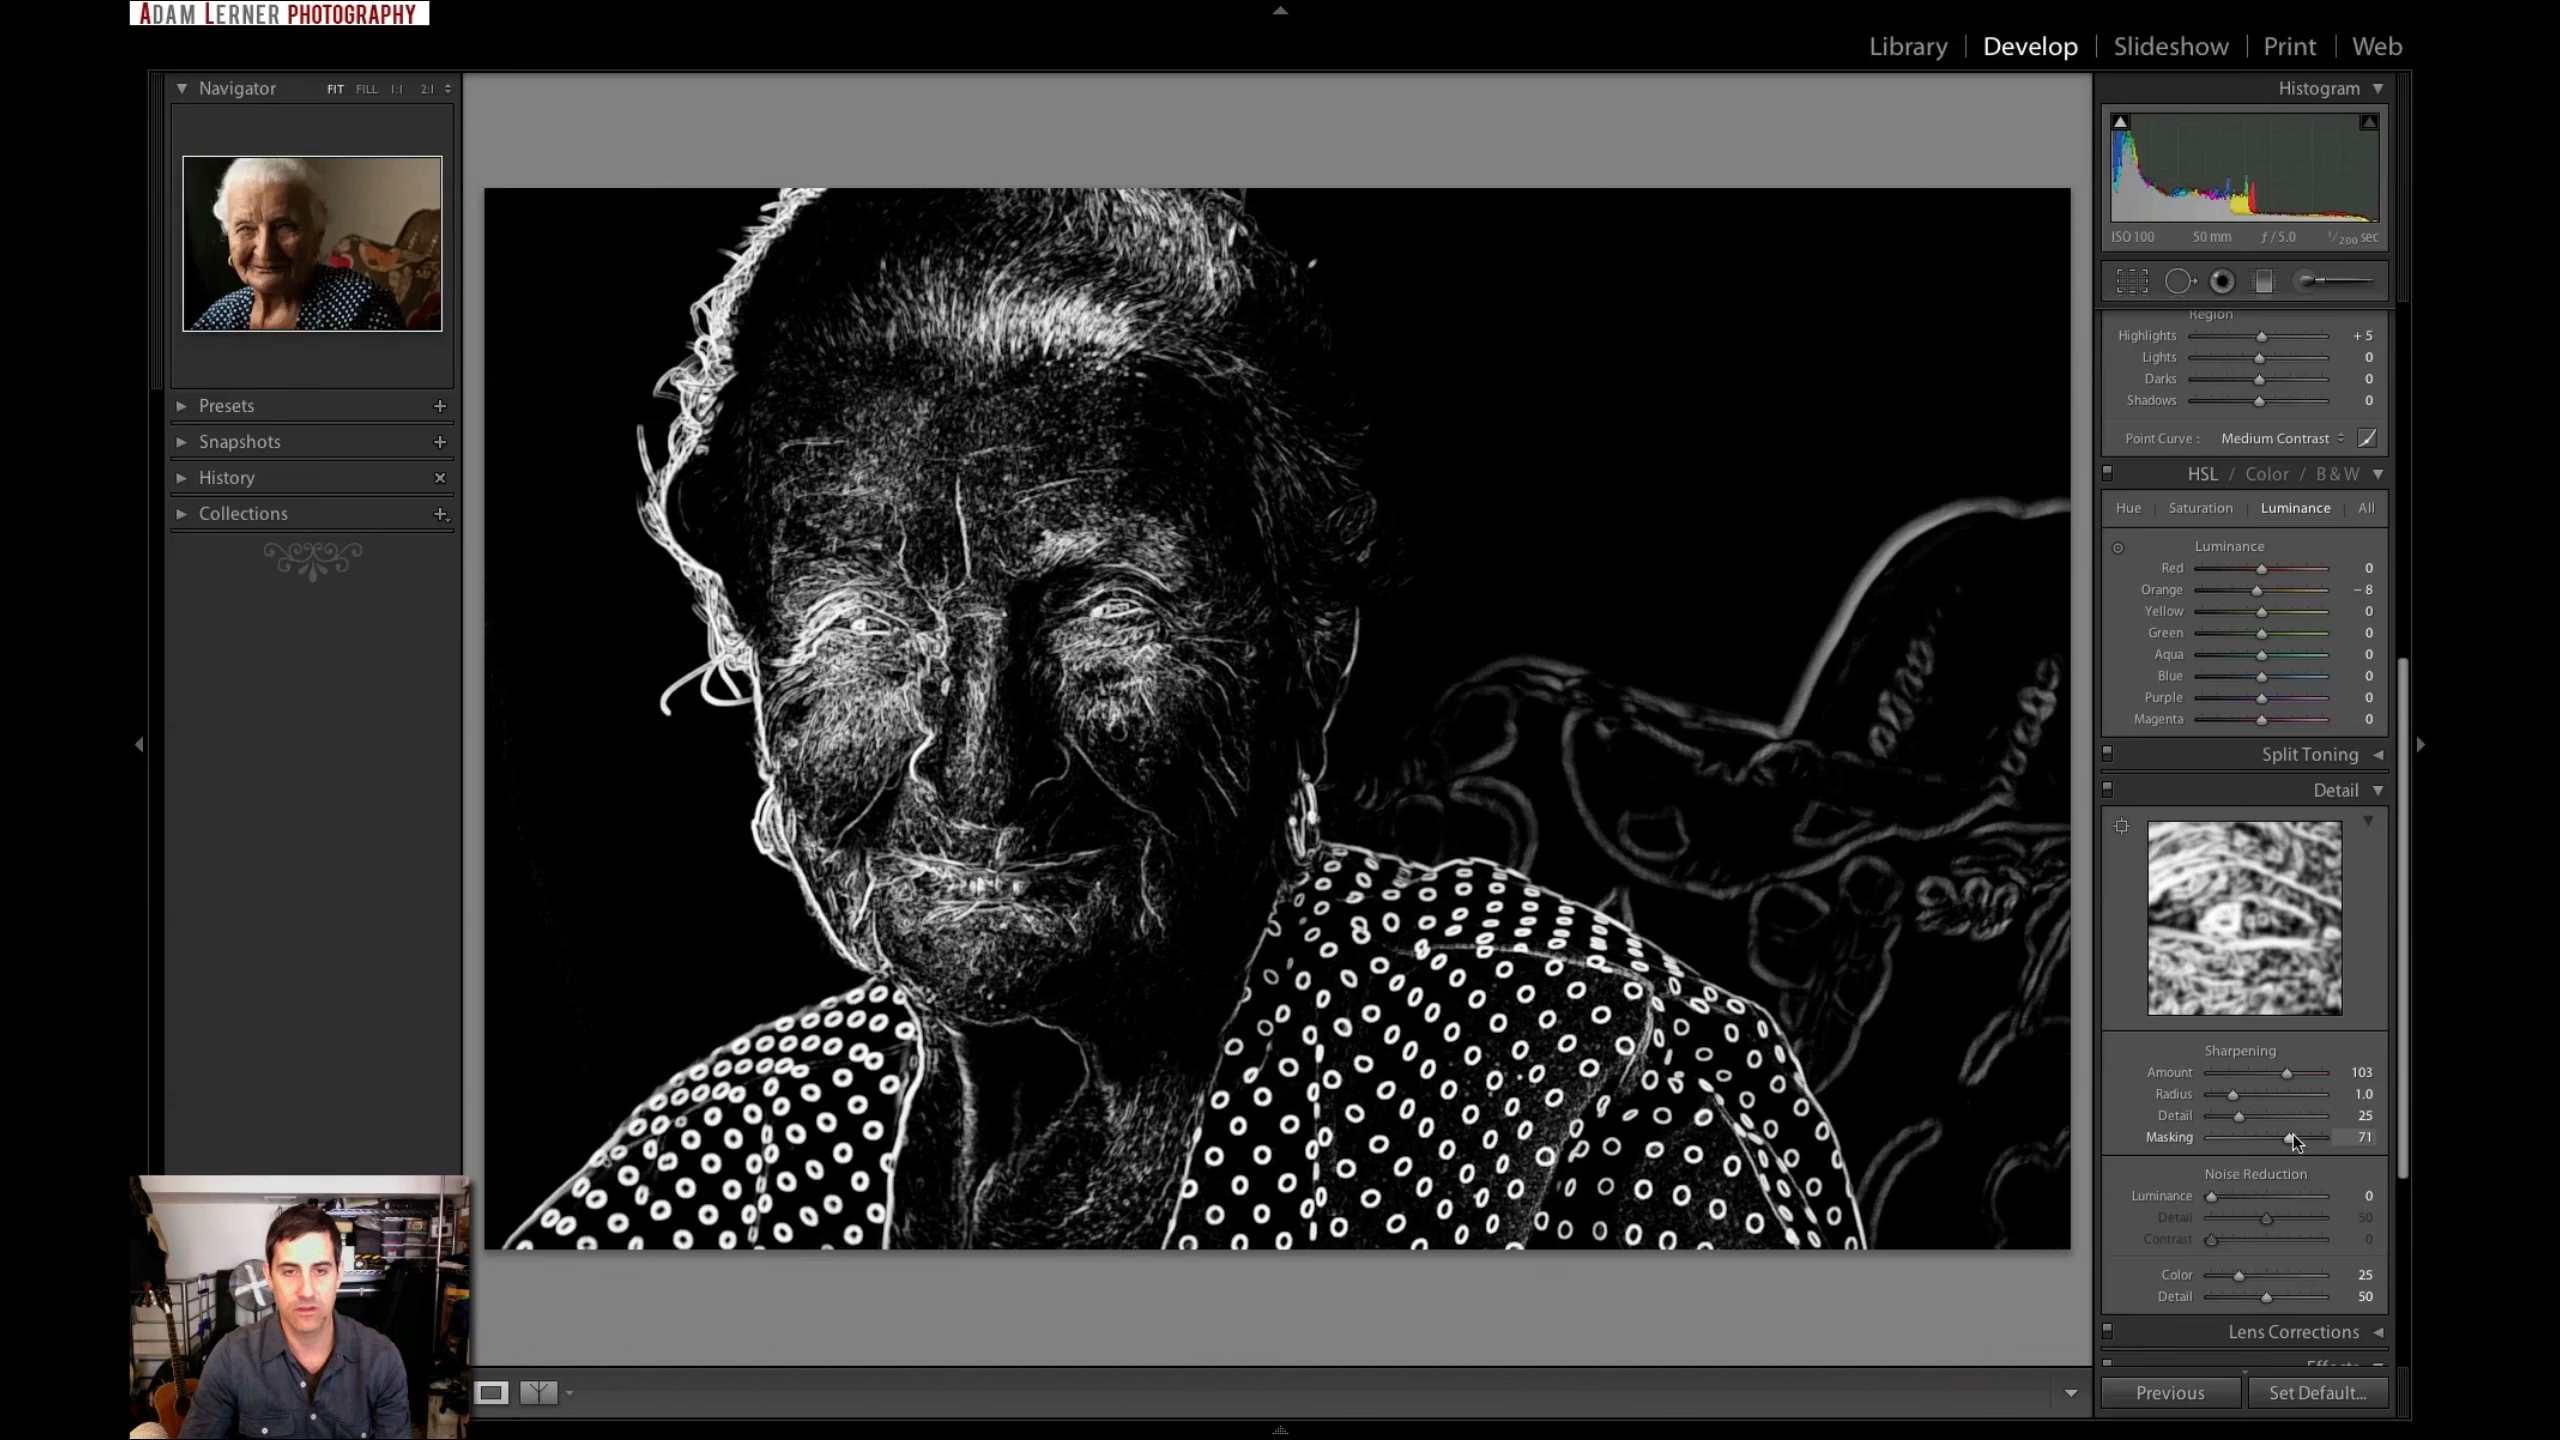 ADAM LERNER PHOTOGRAPHY
Library | Develop | Slideshow | Print | Web
Navigator FIT FILL 1:1 2:1
Presets
Snapshots
History
Collections
Histogram
ISO 100 50 mm ƒ / 5.0 1/200 sec
Region
Highlights + 5
Lights 0
Darks 0
Shadows 0
Point Curve : Medium Contrast
HSL / Color / B & W
Hue Saturation Luminance All
Luminance
Red 0
Orange – 8
Yellow 0
Green 0
Aqua 0
Blue 0
Purple 0
Magenta 0
Split Toning
Detail
Sharpening
Amount 103
Radius 1.0
Detail 25
Masking 71
Noise Reduction
Luminance 0
Detail 50
Contrast 0
Color 25
Detail 50
Lens Corrections
Effects
Previous Set Default...